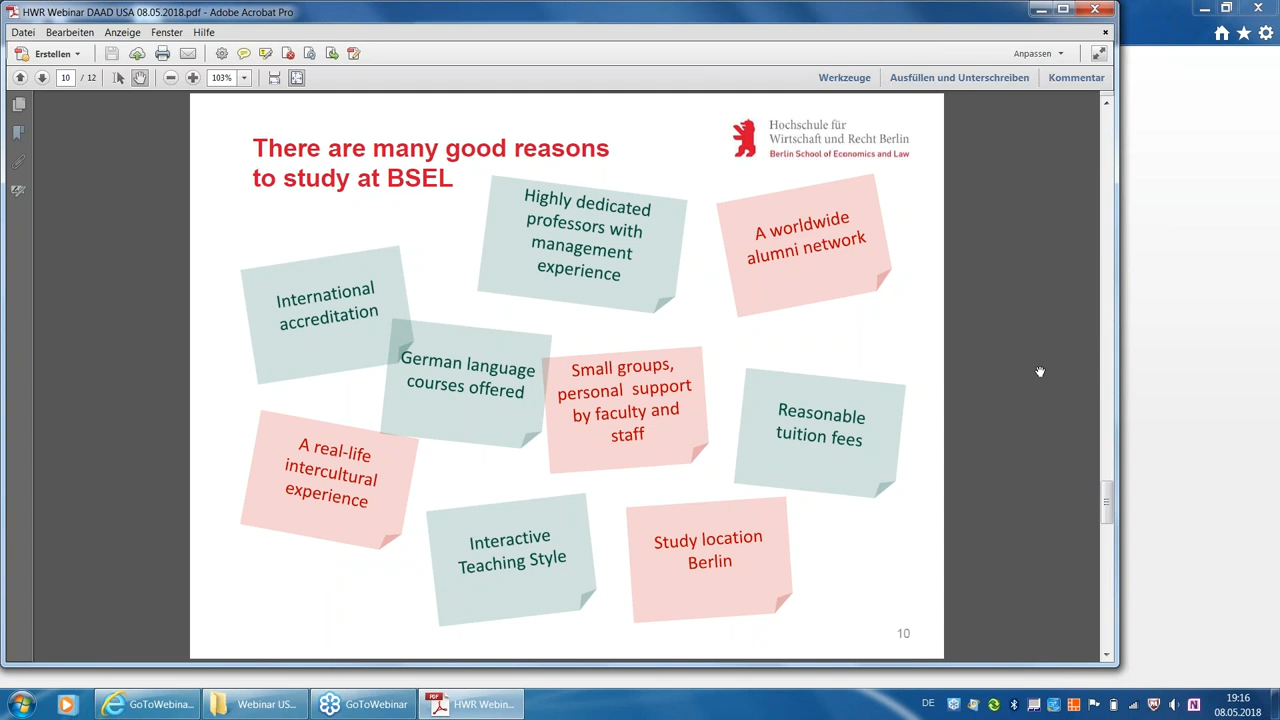 HWR Webinar DAAD USA 08.05.2018.pdf - Adobe Acrobat Pro
Datei Bearbeiten Anzeige Fenster Hilfe
Erstellen
Anpassen
10 / 12
103%
Werkzeuge
Ausfüllen und Unterschreiben
Kommentar
There are many good reasons
to study at BSEL
Hochschule für
Wirtschaft und Recht Berlin
Berlin School of Economics and Law
Highly dedicated
professors with
management
experience
A worldwide
alumni network
International
accreditation
German language
courses offered
Small groups,
personal support
by faculty and
staff
Reasonable
tuition fees
A real-life
intercultural
experience
Interactive
Teaching Style
Study location
Berlin
10
GoToWebina...
Webinar US...
GoToWebinar
HWR Webin...
DE
19:16
08.05.2018